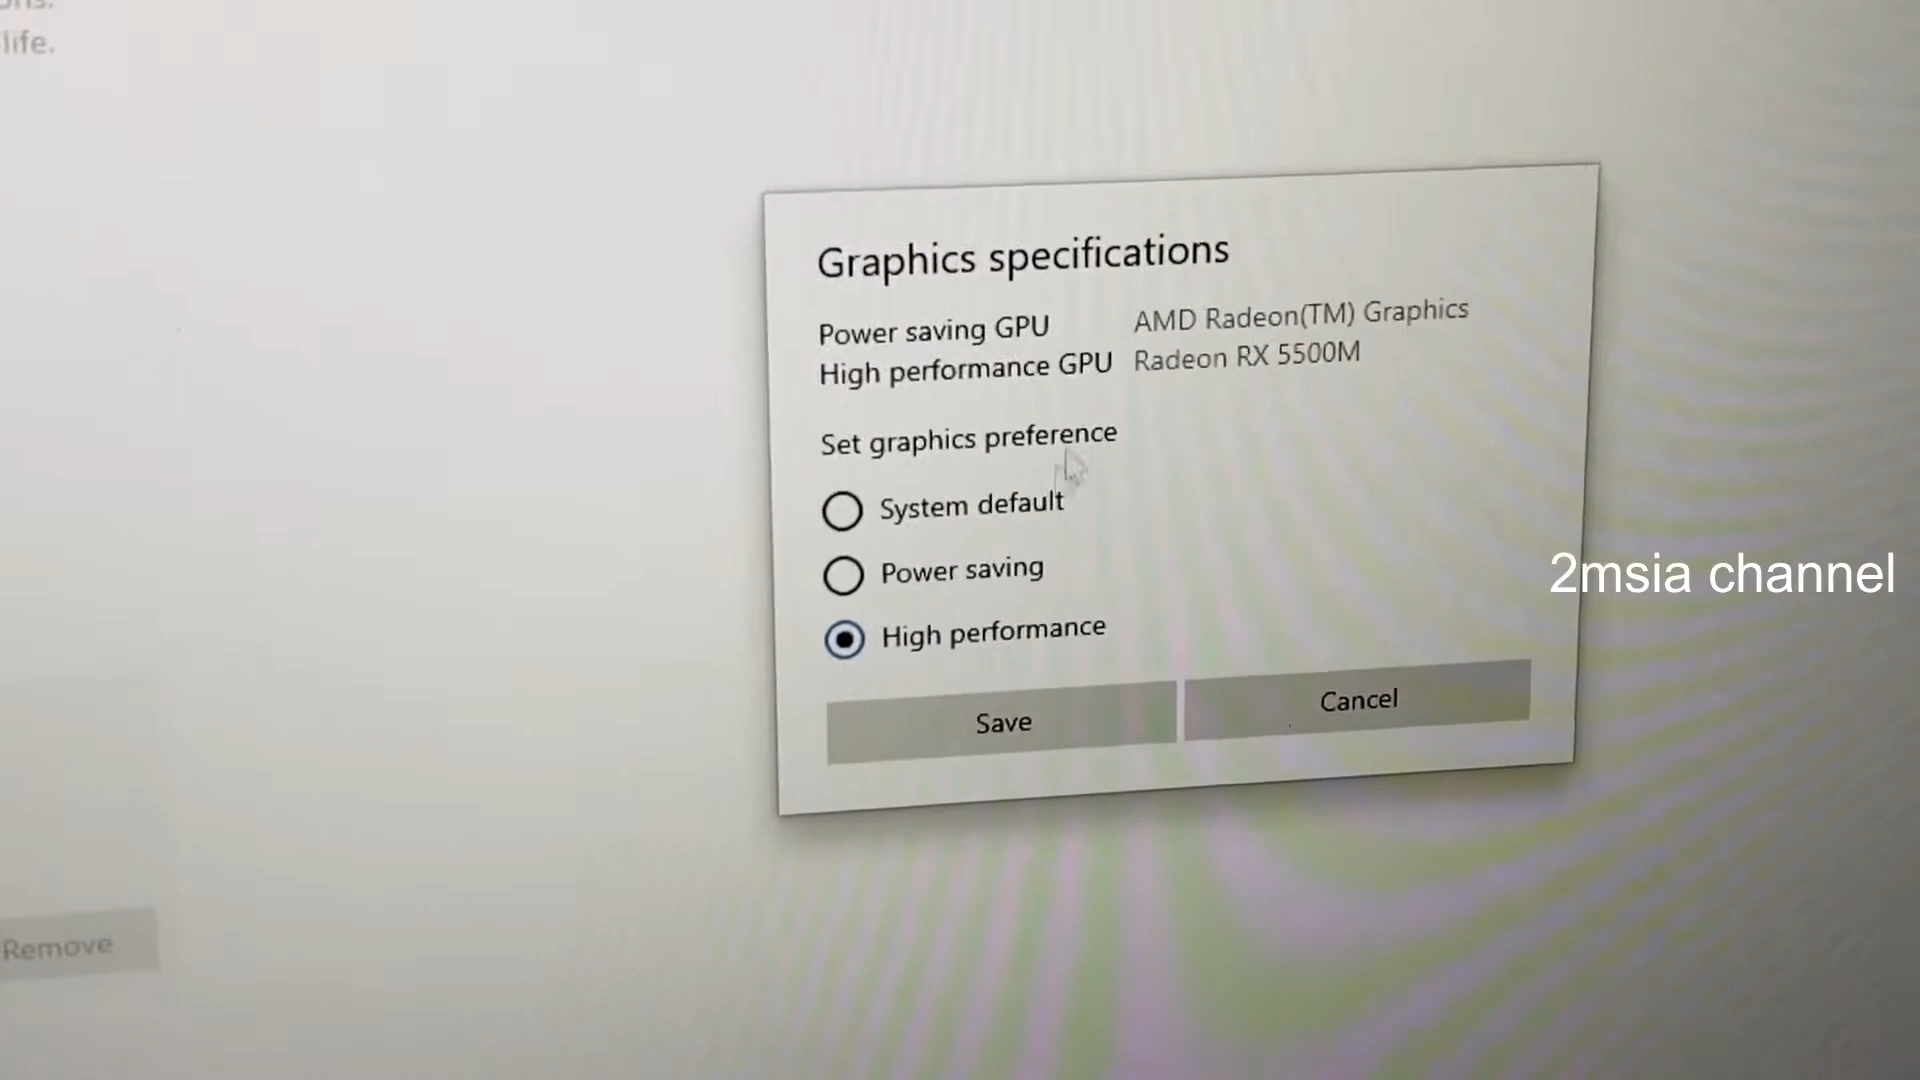 life.
Graphics specifications
Power saving GPU AMD Radeon(TM) Graphics
High performance GPU Radeon RX 5500M
Set graphics preference
System default
Power saving
High performance
2msia channel
Save Cancel
Remove